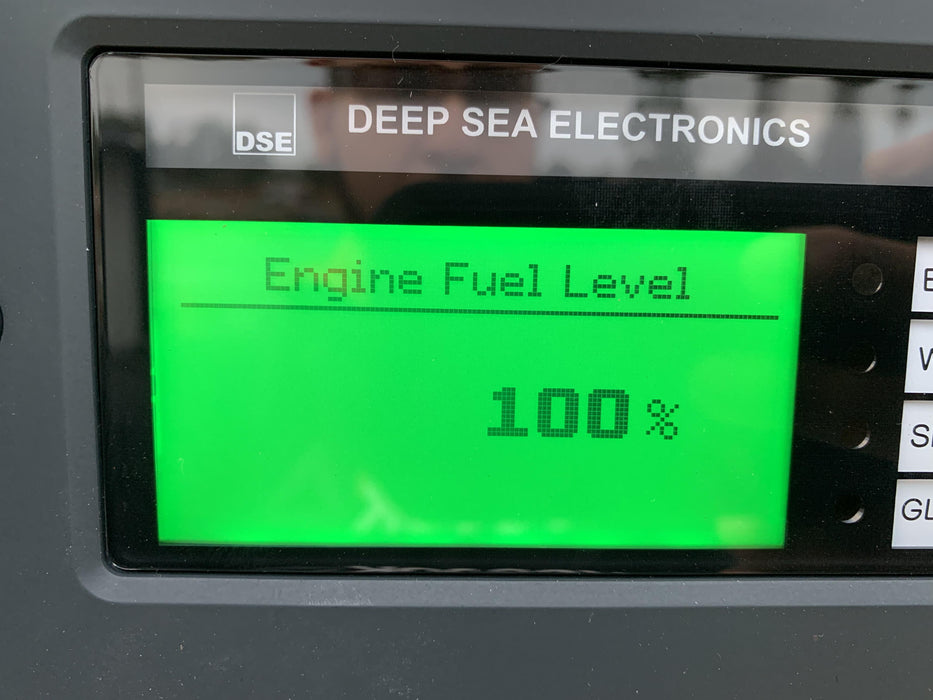 DSE
DEEP SEA ELECTRONICS
Engine Fuel Level
100 %